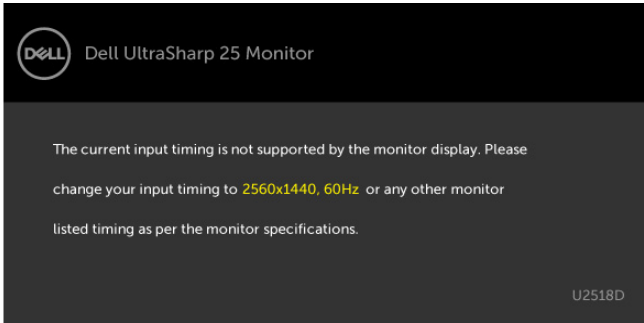 DELL
Dell UltraSharp 25 Monitor
The current input timing is not supported by the monitor display. Please
change your input timing to 2560x1440, 60Hz or any other monitor
listed timing as per the monitor specifications.
U2518D